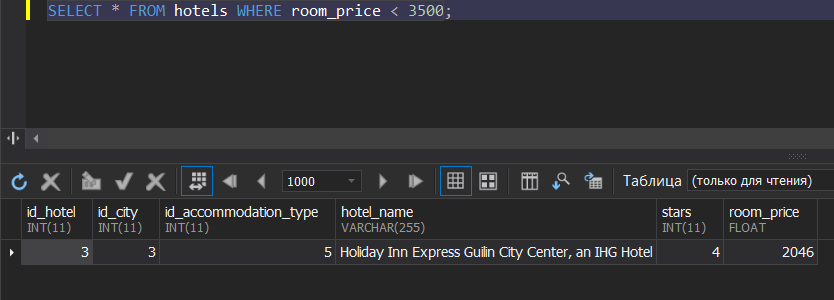 SELECT * FROM hotels WHERE room_price < 3500;
1000 Таблица (только для чтения)
id_hotel id_city id_accommodation_type hotel_name stars room_price
INT(11) INT(11) INT(11) VARCHAR(255) INT(11) FLOAT
3 3 5 Holiday Inn Express Guilin City Center, an IHG Hotel 4 2046